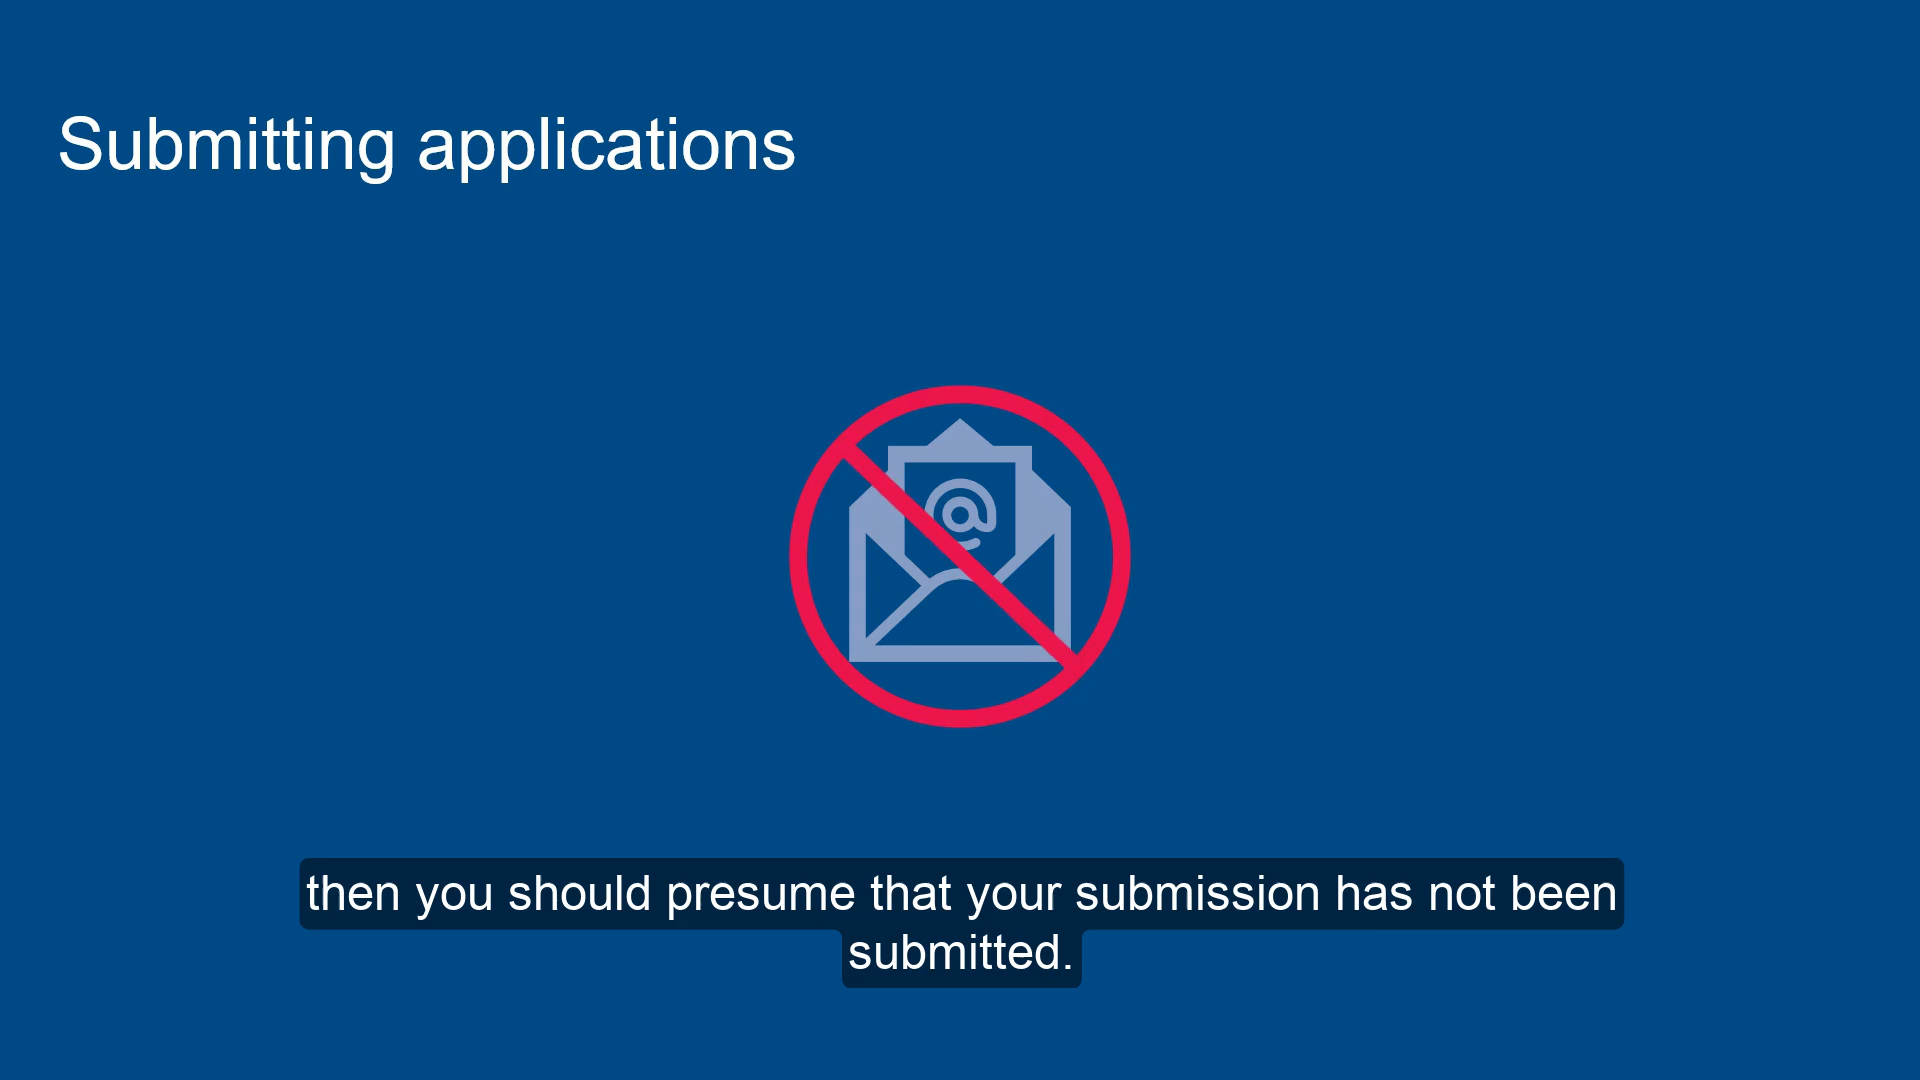 Submitting applications
@
then you should presume that your submission has not been
submitted.